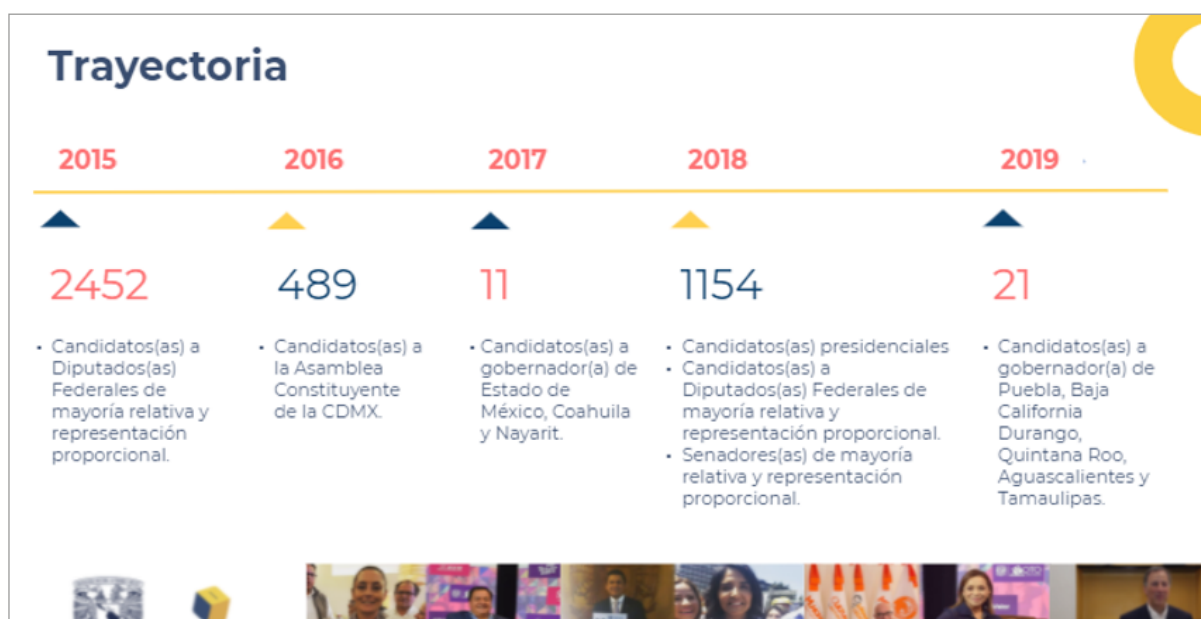 Trayectoria
2015
2016
2017
2018
2019
2452
489
11
1154
21
• Candidatos(as) a
Diputados(as)
Federales de
mayoría relativa y
representación
proporcional.
• Candidatos(as) a
la Asamblea
Constituyente
de la CDMX.
• Candidatos(as) a
gobernador(a) de
Estado de
México, Coahuila
y Nayarit.
• Candidatos(as) presidenciales
• Candidatos(as) a
Diputados(as) Federales de
mayoría relativa y
representación proporcional.
• Senadores(as) de mayoría
relativa y representación
proporcional.
• Candidatos(as) a
gobernador(a) de
Puebla, Baja
California
Durango,
Quintana Roo,
Aguascalientes y
Tamaulipas.